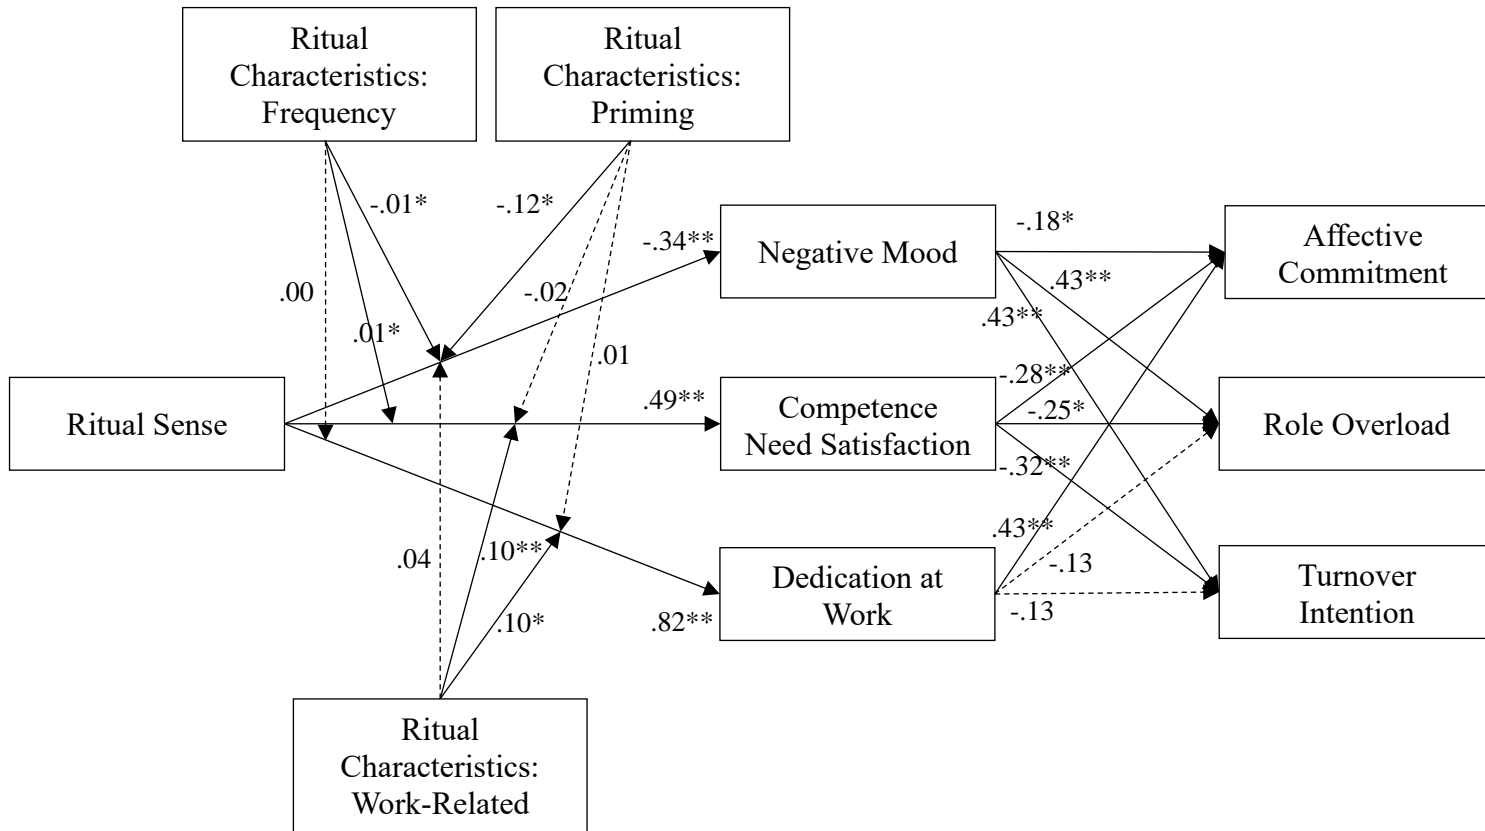 Ritual
Characteristics:
Frequency
Ritual
Characteristics:
Priming
-.01*
-.12*
.00
.01*
-.02
.01
-.34**
Negative Mood
-.18*
.43**
.43**
Affective
Commitment
Ritual Sense
.49**
Competence
Need Satisfaction
-.28**
-.25*
-.32**
Role Overload
.04
.10**
.10*
.82**
Dedication at
Work
.43**
-.13
-.13
Turnover
Intention
Ritual
Characteristics:
Work-Related